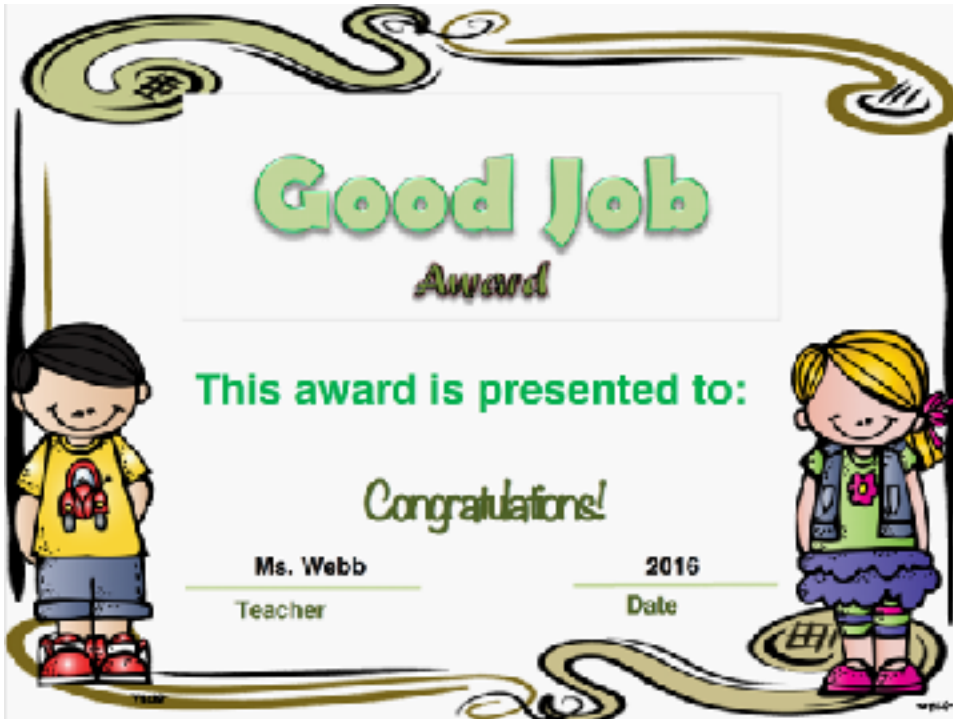 Good Job
Award
This award is presented to:
Congratulations!
Ms. Webb
2016
Teacher
Date